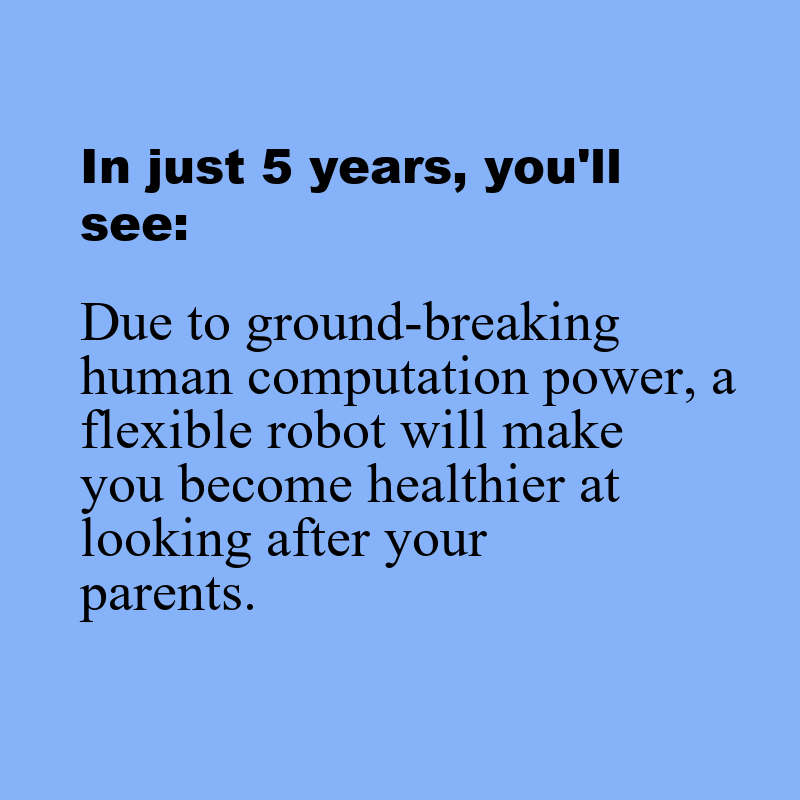 In just 5 years, you'll
see:
Due to ground-breaking
human computation power, a
flexible robot will make
you become healthier at
looking after your
parents.